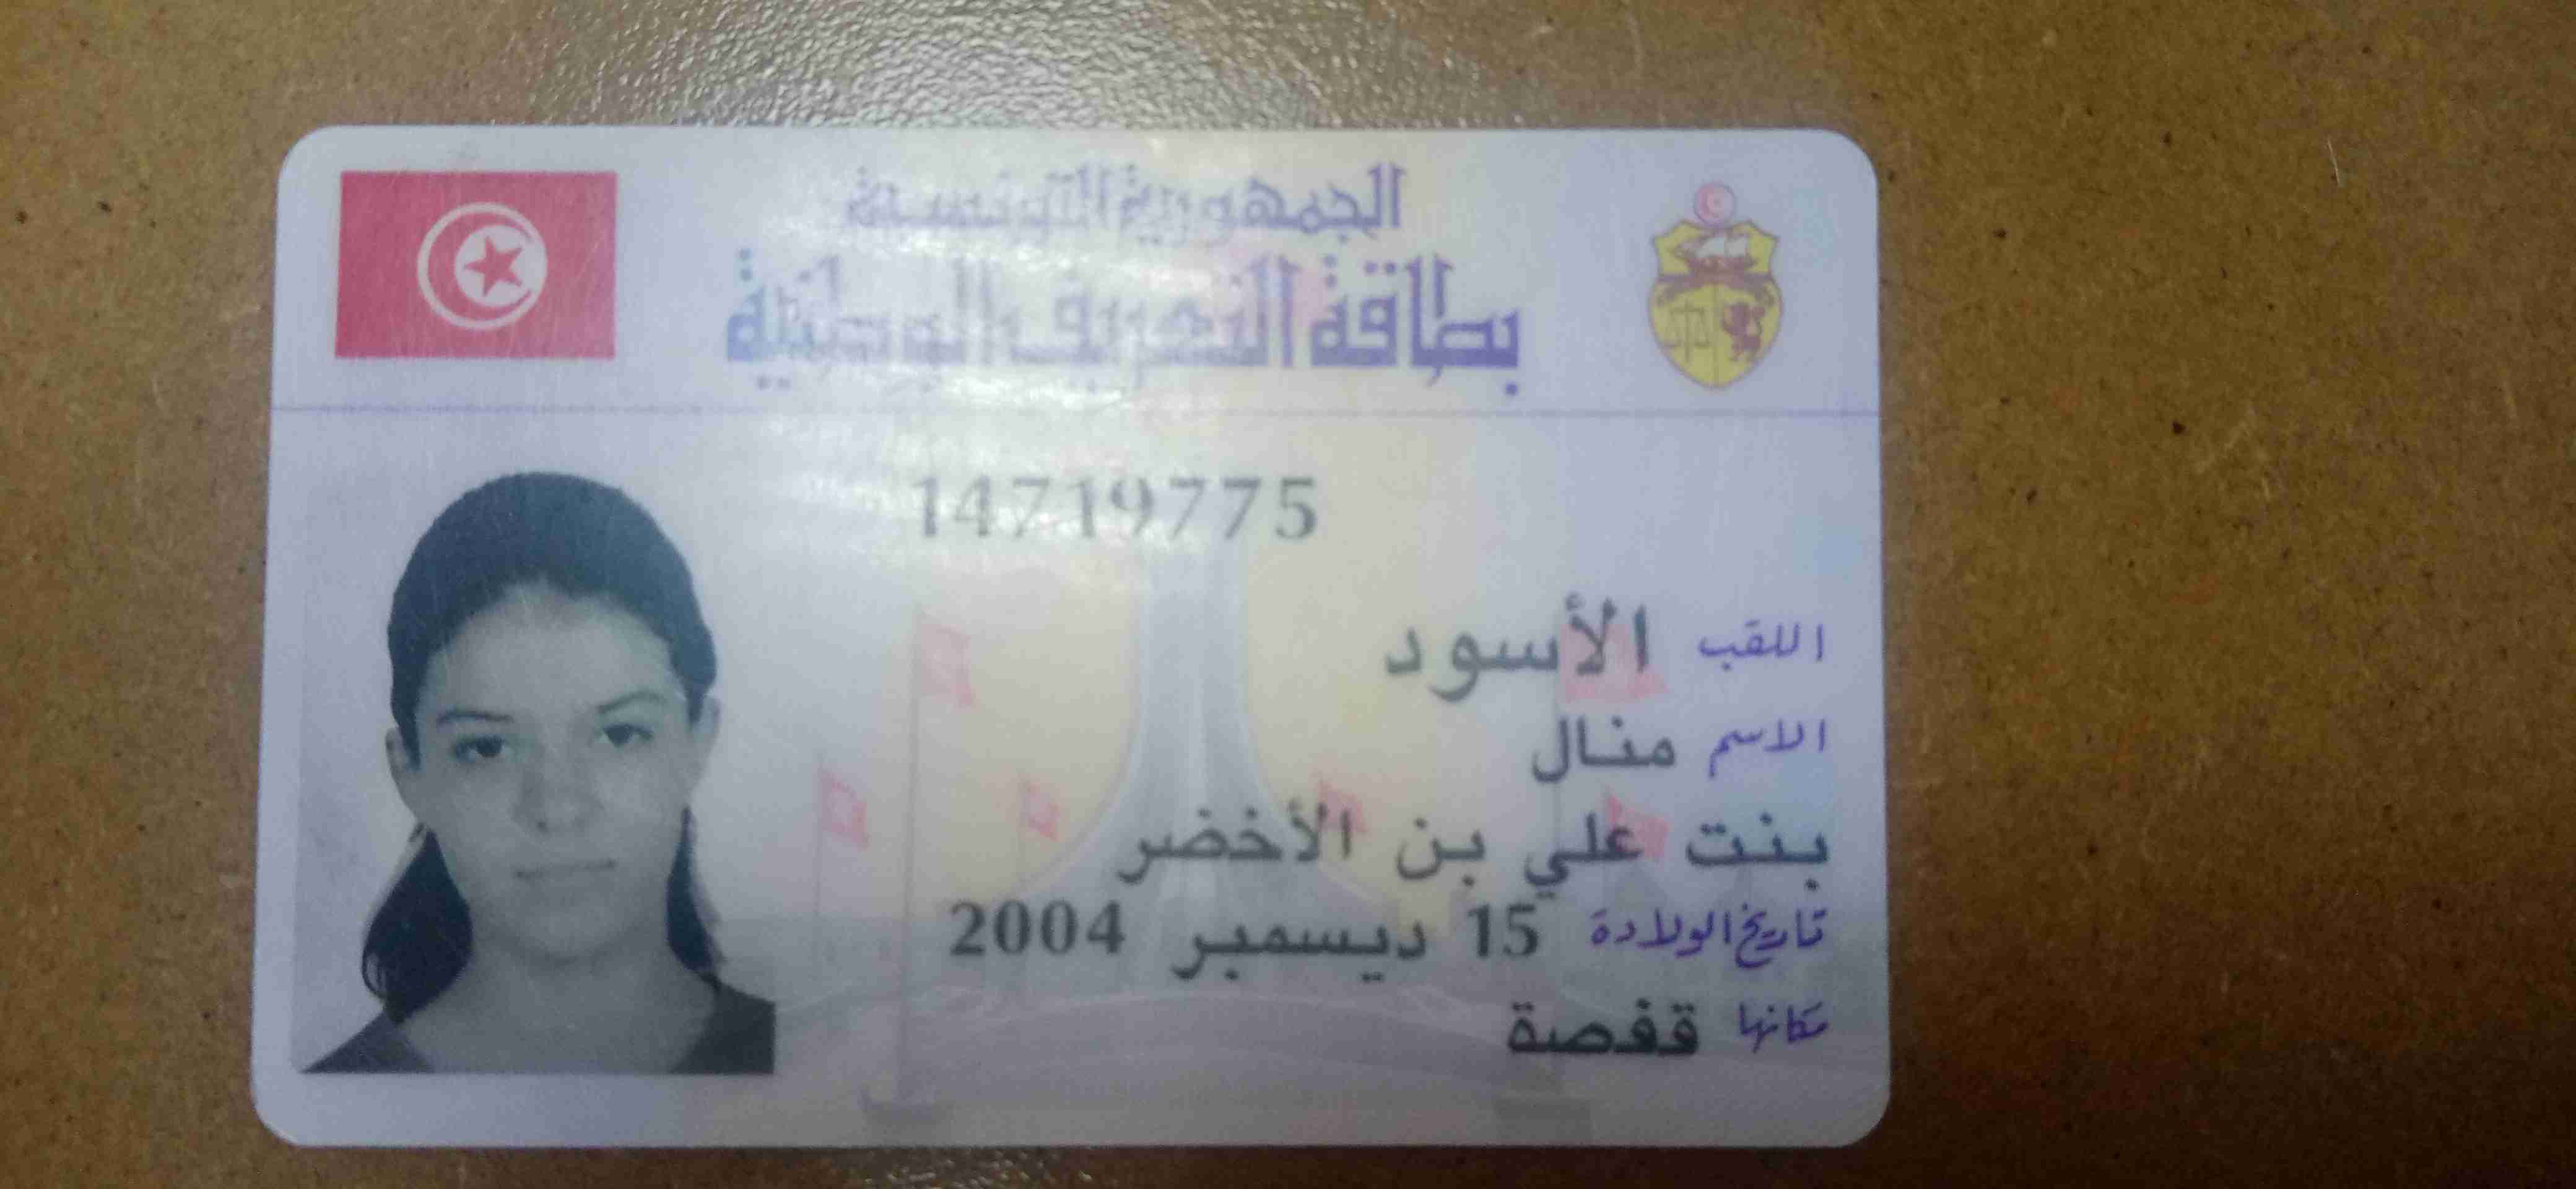 الجمهورية التونسية
بطاقة التعريف الوطنية
14719775
اللقب الأسود
الاسم منال
بنت علي بن الأخضر
تاريخ الولادة 15 ديسمبر 2004
مكانها قفصة